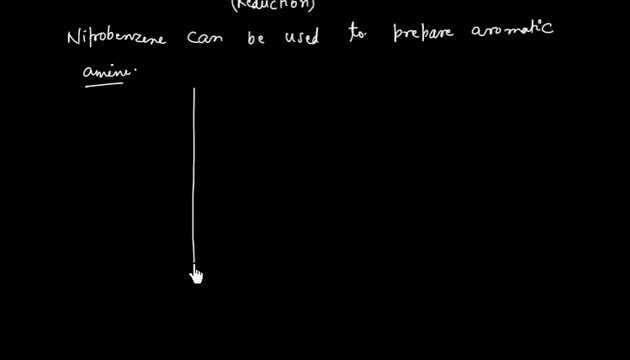 (Reduction)
Nitrobenzene can be used to prepare aromatic
amine.